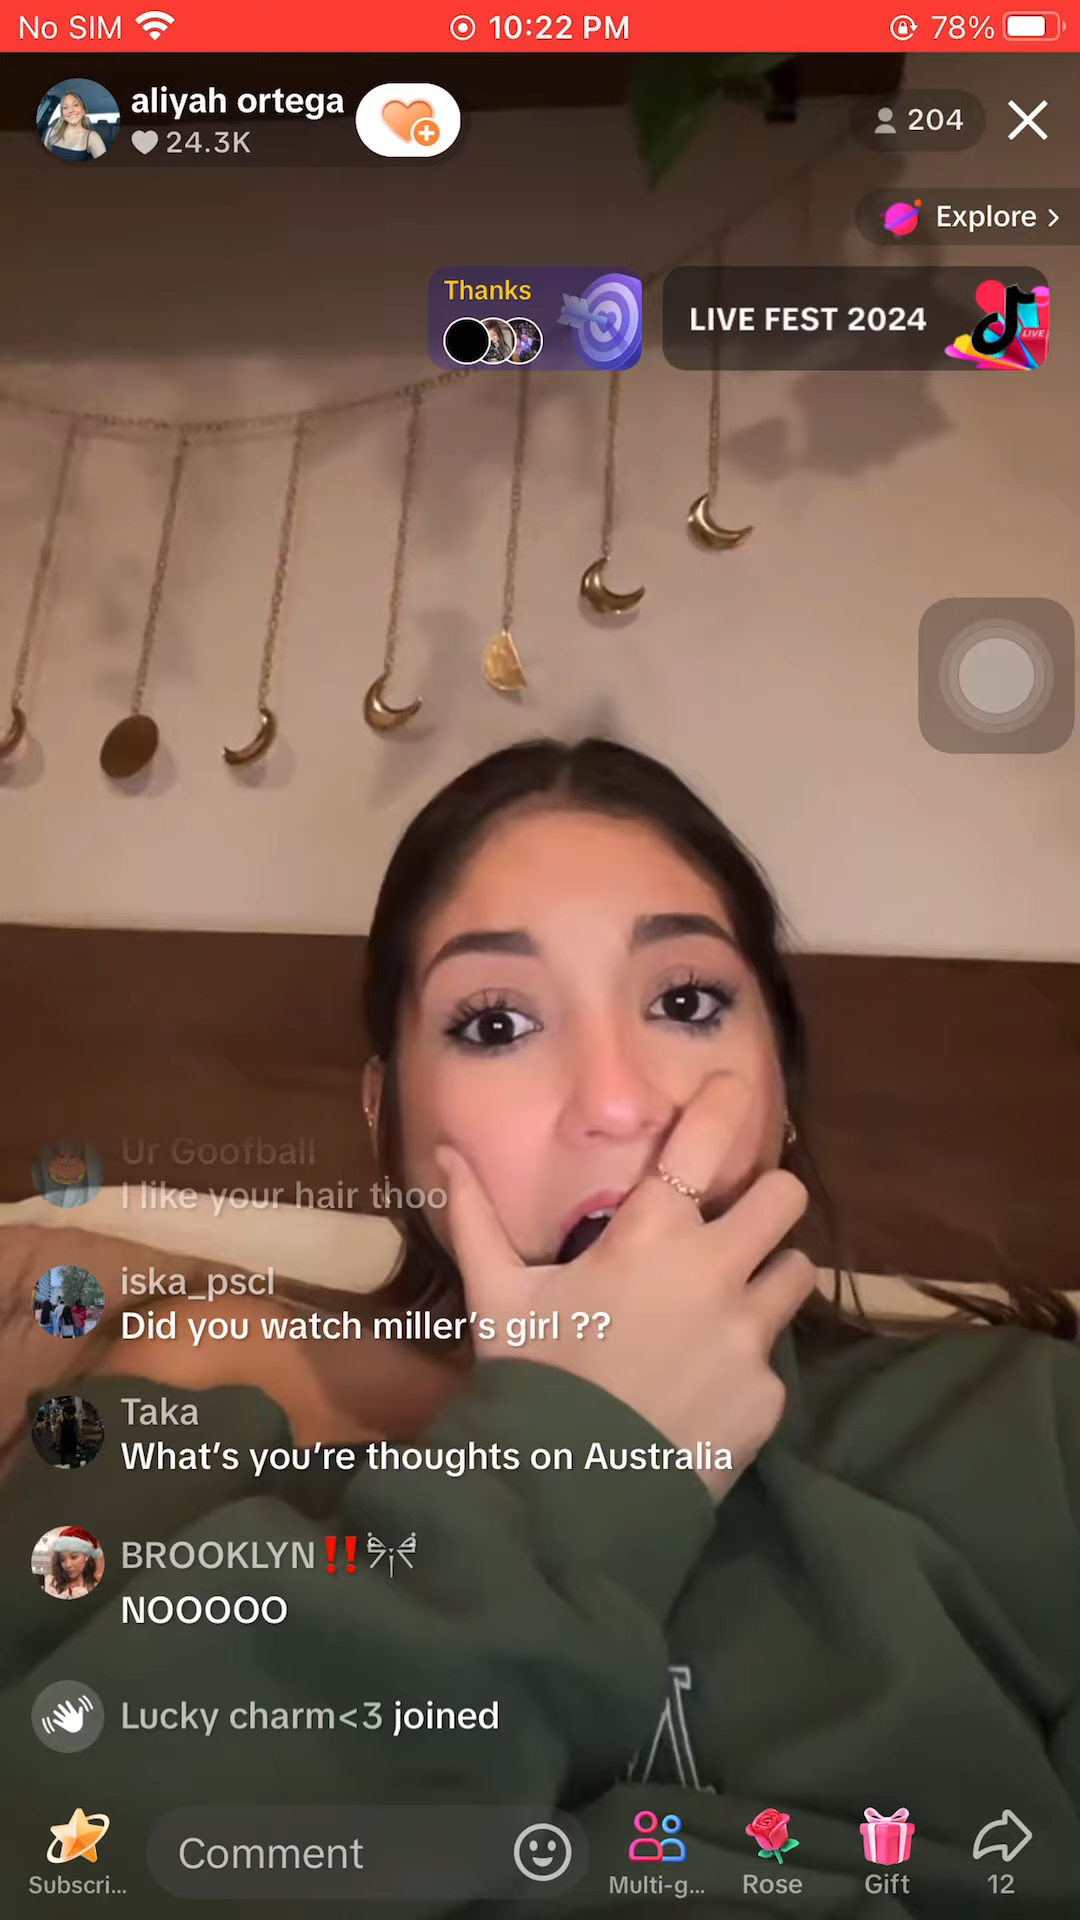 No SIM 10:22 PM 78%
aliyah ortega
24.3K
204
Explore >
Thanks
LIVE FEST 2024
LIVE
Ur Goofball
I like your hair thoo
iska_pscl
Did you watch miller’s girl ??
Taka
What’s you’re thoughts on Australia
BROOKLYN‼️
NOOOOO
Lucky charm<3 joined
Subscri...
Comment
Multi-g...
Rose
Gift
12